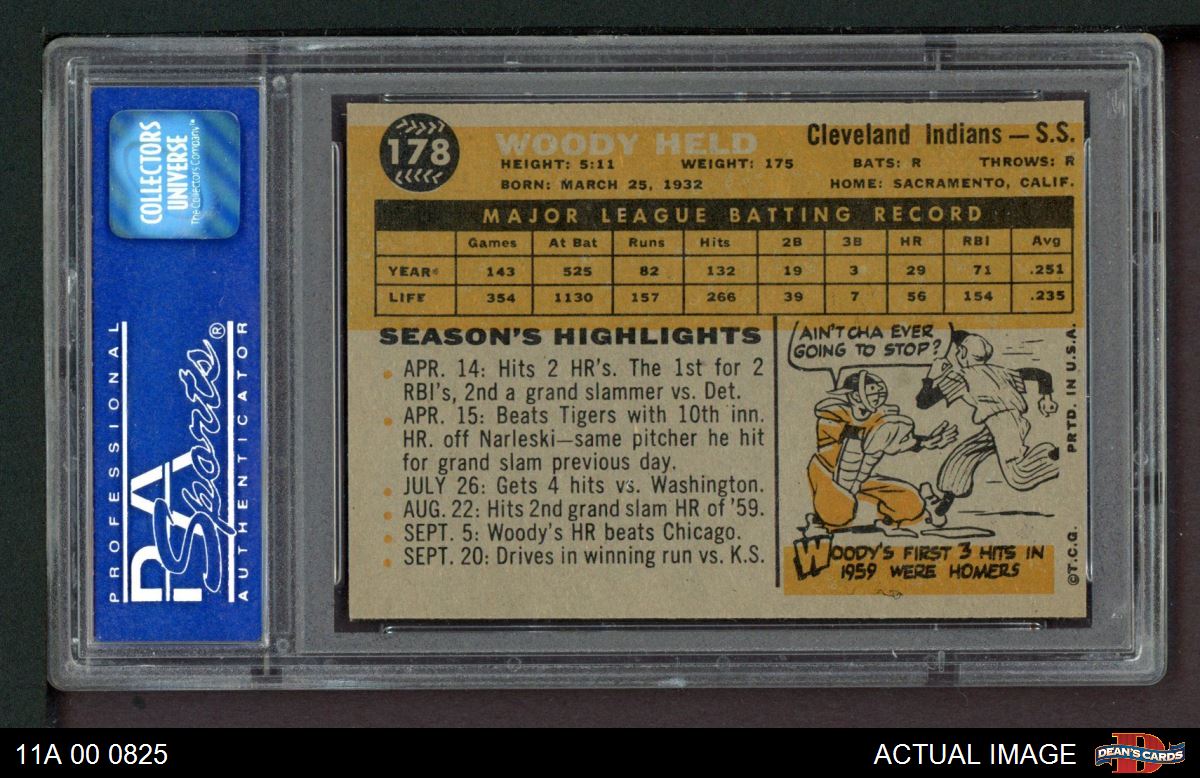 COLLECTORS
UNIVERSE
The Collectors Company™
PROFESSIONAL
PSA
Sports®
AUTHENTICATOR
178
WOODY HELD
Cleveland Indians — S.S.
HEIGHT: 5:11 WEIGHT: 175 BATS: R THROWS: R
BORN: MARCH 25, 1932 HOME: SACRAMENTO, CALIF.
MAJOR LEAGUE BATTING RECORD
Games At Bat Runs Hits 2B 3B HR RBI Avg
YEAR 143 525 82 132 19 3 29 71 .251
LIFE 354 1130 157 266 39 7 56 154 .235
SEASON'S HIGHLIGHTS
APR. 14: Hits 2 HR's. The 1st for 2
RBI's, 2nd a grand slammer vs. Det.
APR. 15: Beats Tigers with 10th inn.
HR. off Narleski—same pitcher he hit
for grand slam previous day.
JULY 26: Gets 4 hits vs. Washington.
AUG. 22: Hits 2nd grand slam HR of '59.
SEPT. 5: Woody's HR beats Chicago.
SEPT. 20: Drives in winning run vs. K.S.
AIN'T CHA EVER
GOING TO STOP?
WOODY'S FIRST 3 HITS IN
1959 WERE HOMERS
©T.C.G. PRTD. IN U.S.A.
11A 00 0825
ACTUAL IMAGE
D
DEAN'S CARDS